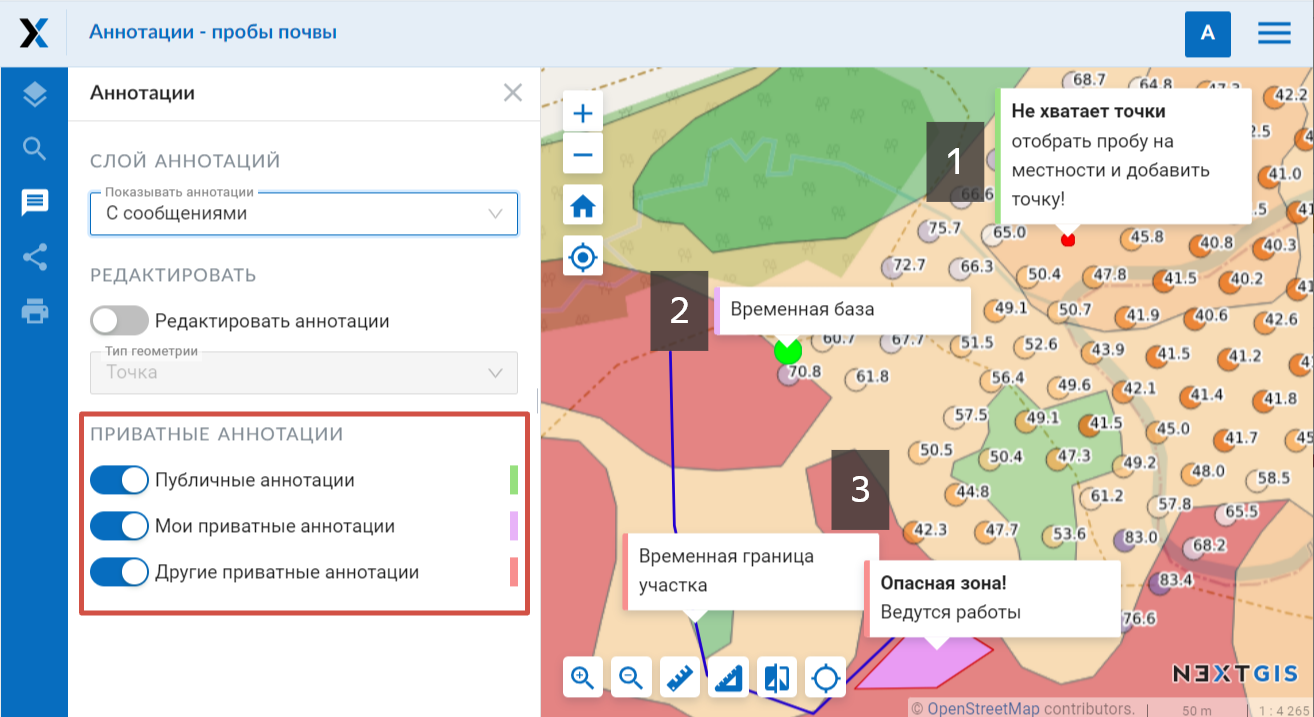 Аннотации - пробы почвы
A
Аннотации
СЛОЙ АННОТАЦИЙ
Показывать аннотации
С сообщениями
РЕДАКТИРОВАТЬ
Редактировать аннотации
Тип геометрии
Точка
ПРИВАТНЫЕ АННОТАЦИИ
Публичные аннотации
Мои приватные аннотации
Другие приватные аннотации
68.7
64.8
42.2
1
Не хватает точки
отобрать пробу на
местности и добавить
точку!
41.0
66.6
75.7
65.0
45.8
40.8
40.3
72.7
66.3
50.4
47.8
41.5
40.2
2
Временная база
49.1
50.7
41.9
40.6
42.6
60.7
67.7
51.5
52.6
43.9
41.5
41.2
70.8
61.8
56.4
49.6
42.1
41.4
41.8
57.5
49.1
41.5
45.0
41.7
50.5
50.4
47.3
49.2
48.0
58.5
3
44.8
61.2
57.8
65.5
42.3
47.7
53.6
83.0
68.2
Временная граница
участка
Опасная зона!
Ведутся работы
83.4
76.6
NEXTGIS
© OpenStreetMap contributors.
50 m
1 : 4 265